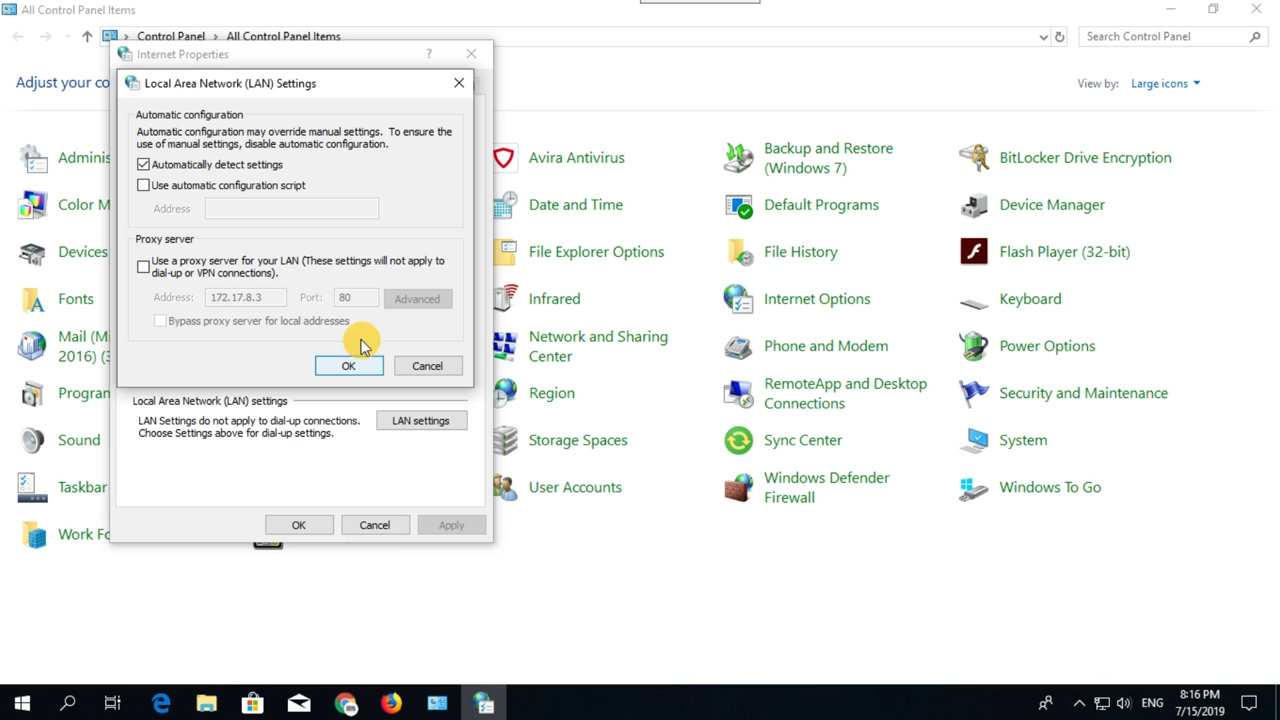 All Control Panel Items
Control Panel > All Control Panel Items
Search Control Panel
Internet Properties
?
Adjust your co
View by: Large icons
Local Area Network (LAN) Settings
Automatic configuration
Automatic configuration may override manual settings. To ensure the
use of manual settings, disable automatic configuration.
Automatically detect settings
Use automatic configuration script
Address
Proxy server
Use a proxy server for your LAN (These settings will not apply to
dial-up or VPN connections).
Address: 172.17.8.3 Port: 80 Advanced
Bypass proxy server for local addresses
OK Cancel
Local Area Network (LAN) settings
LAN Settings do not apply to dial-up connections.
Choose Settings above for dial-up settings.
LAN settings
OK Cancel Apply
Adminis
Color M
Devices
Fonts
Mail (Mi
2016) (3
Program
Sound
Taskbar
Work Fo
Avira Antivirus
Date and Time
File Explorer Options
Infrared
Network and Sharing
Center
Region
Storage Spaces
User Accounts
Backup and Restore
(Windows 7)
Default Programs
File History
Internet Options
Phone and Modem
RemoteApp and Desktop
Connections
Sync Center
Windows Defender
Firewall
BitLocker Drive Encryption
Device Manager
Flash Player (32-bit)
Keyboard
Power Options
Security and Maintenance
System
Windows To Go
ENG
8:16 PM
7/15/2019